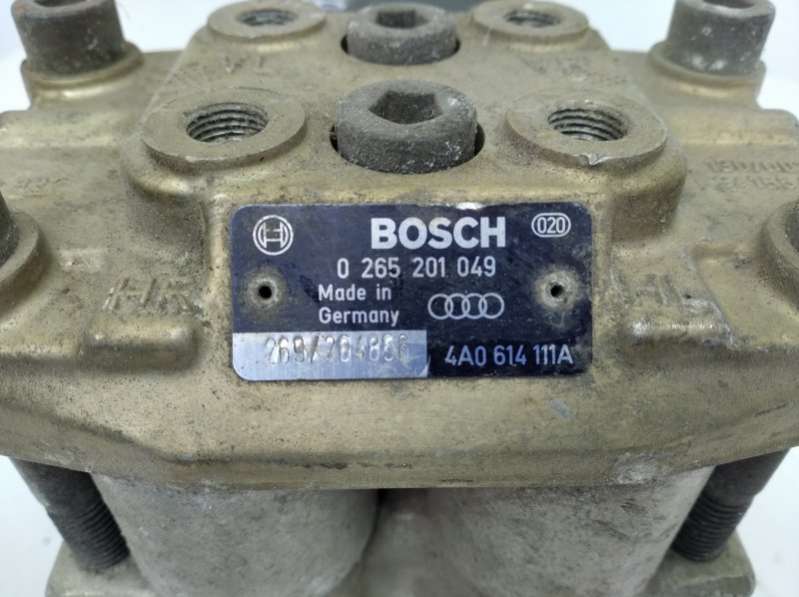 BOSCH 020
0 265 201 049
Made in
Germany
4A0 614 111A
HR
HL